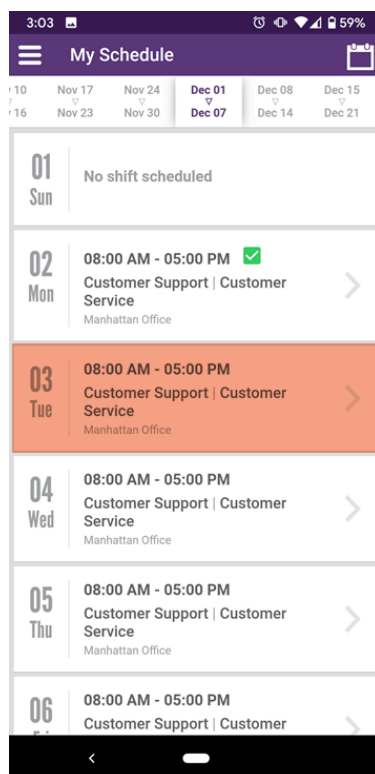 3:03 59%
My Schedule
10 Nov 17 Nov 24 Dec 01 Dec 08 Dec 15
16 Nov 23 Nov 30 Dec 07 Dec 14 Dec 21
01
Sun
No shift scheduled
02
Mon
08:00 AM - 05:00 PM
Customer Support | Customer
Service
Manhattan Office
03
Tue
08:00 AM - 05:00 PM
Customer Support | Customer
Service
Manhattan Office
04
Wed
08:00 AM - 05:00 PM
Customer Support | Customer
Service
Manhattan Office
05
Thu
08:00 AM - 05:00 PM
Customer Support | Customer
Service
Manhattan Office
06
08:00 AM - 05:00 PM
Customer Support | Customer